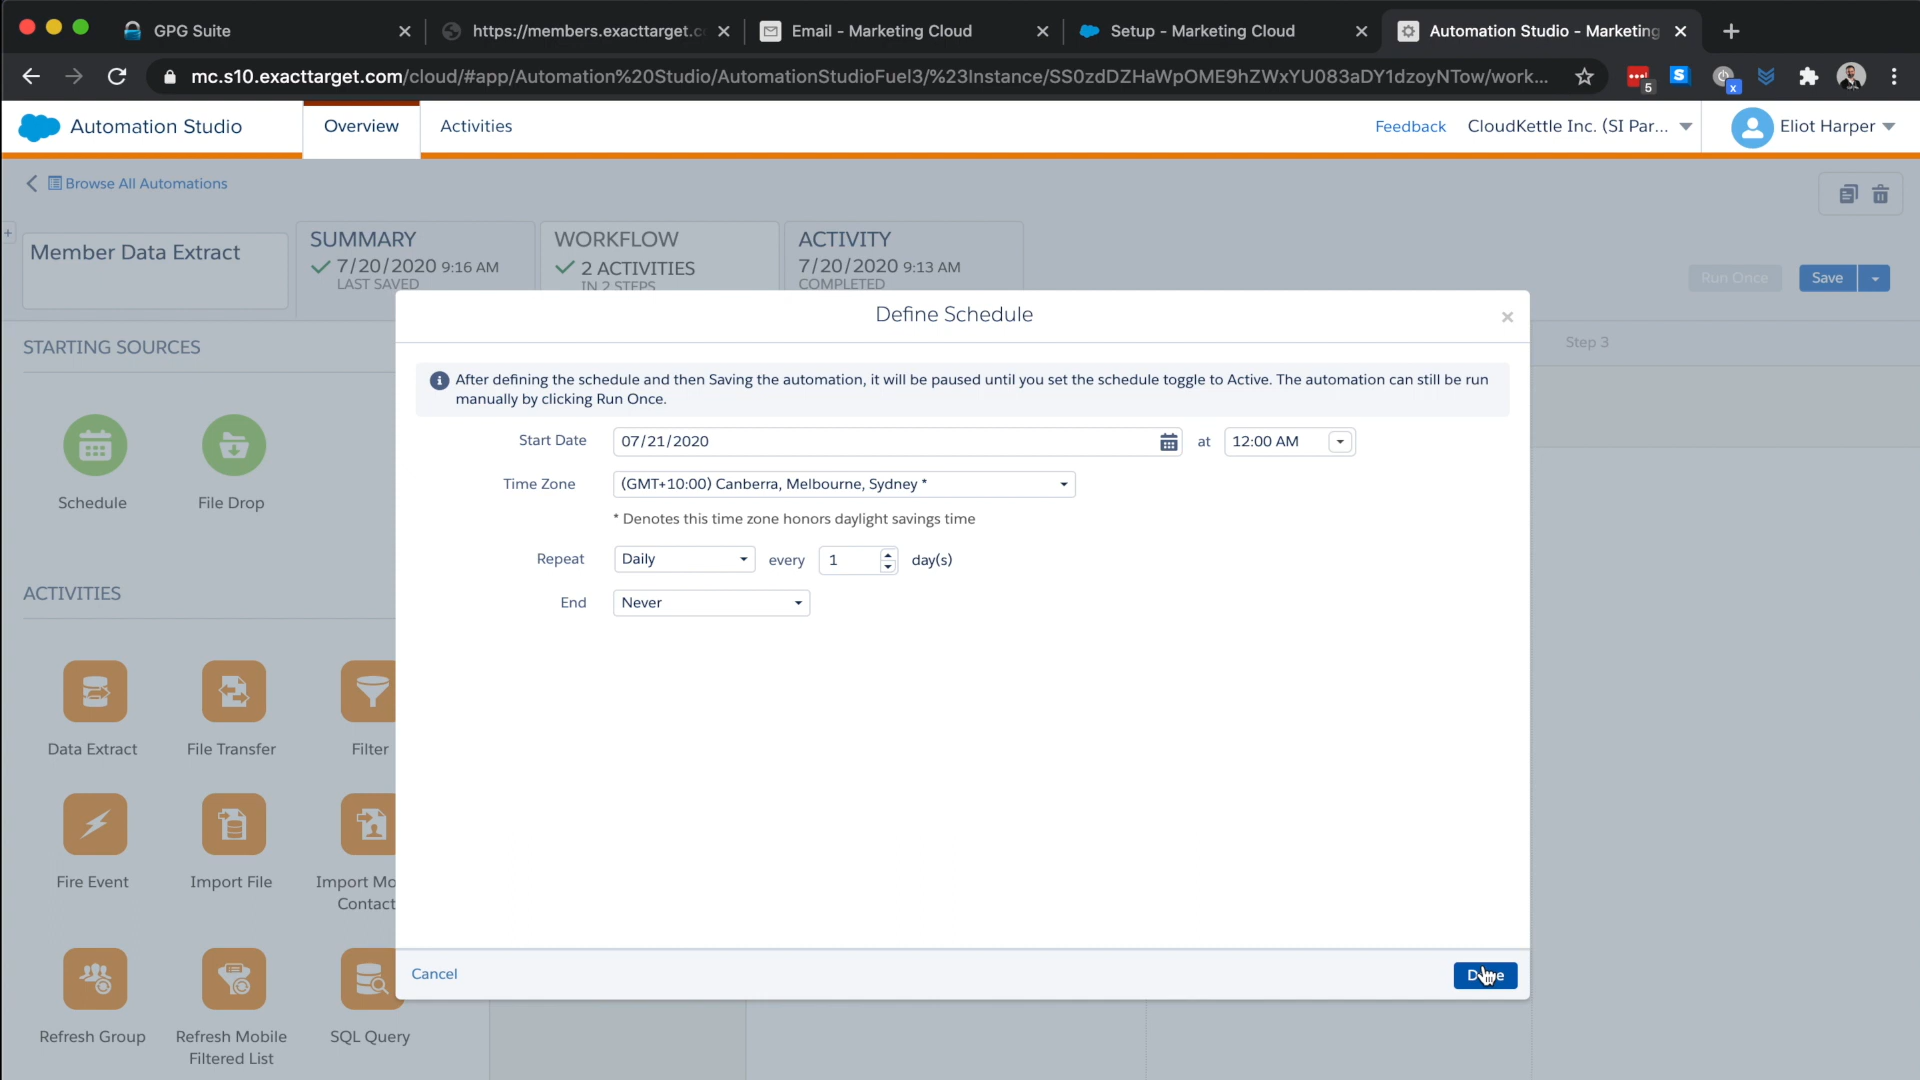 GPG Suite
https://members.exacttarget.c
Email - Marketing Cloud
Setup - Marketing Cloud
Automation Studio - Marketing
mc.s10.exacttarget.com/cloud/#app/Automation%20Studio/AutomationStudioFuel3/%23Instance/SS0zdDZHaWpOME9hZWxYU083aDY1dzoyNTow/work...
5
S
x
Automation Studio
Overview
Activities
Feedback
CloudKettle Inc. (SI Par...
Eliot Harper
Browse All Automations
Member Data Extract
SUMMARY
7/20/2020 9:16 AM
LAST SAVED
WORKFLOW
2 ACTIVITIES
IN 2 STEPS
ACTIVITY
7/20/2020 9:13 AM
COMPLETED
Run Once
Save
Define Schedule
After defining the schedule and then Saving the automation, it will be paused until you set the schedule toggle to Active. The automation can still be run
manually by clicking Run Once.
Start Date
07/21/2020
at
12:00 AM
Time Zone
(GMT+10:00) Canberra, Melbourne, Sydney *
* Denotes this time zone honors daylight savings time
Repeat
Daily
every
1
day(s)
End
Never
Cancel
STARTING SOURCES
Schedule
File Drop
ACTIVITIES
Data Extract
File Transfer
Filter
Fire Event
Import File
Import Mo
Contact
Refresh Group
Refresh Mobile
Filtered List
SQL Query
Step 3